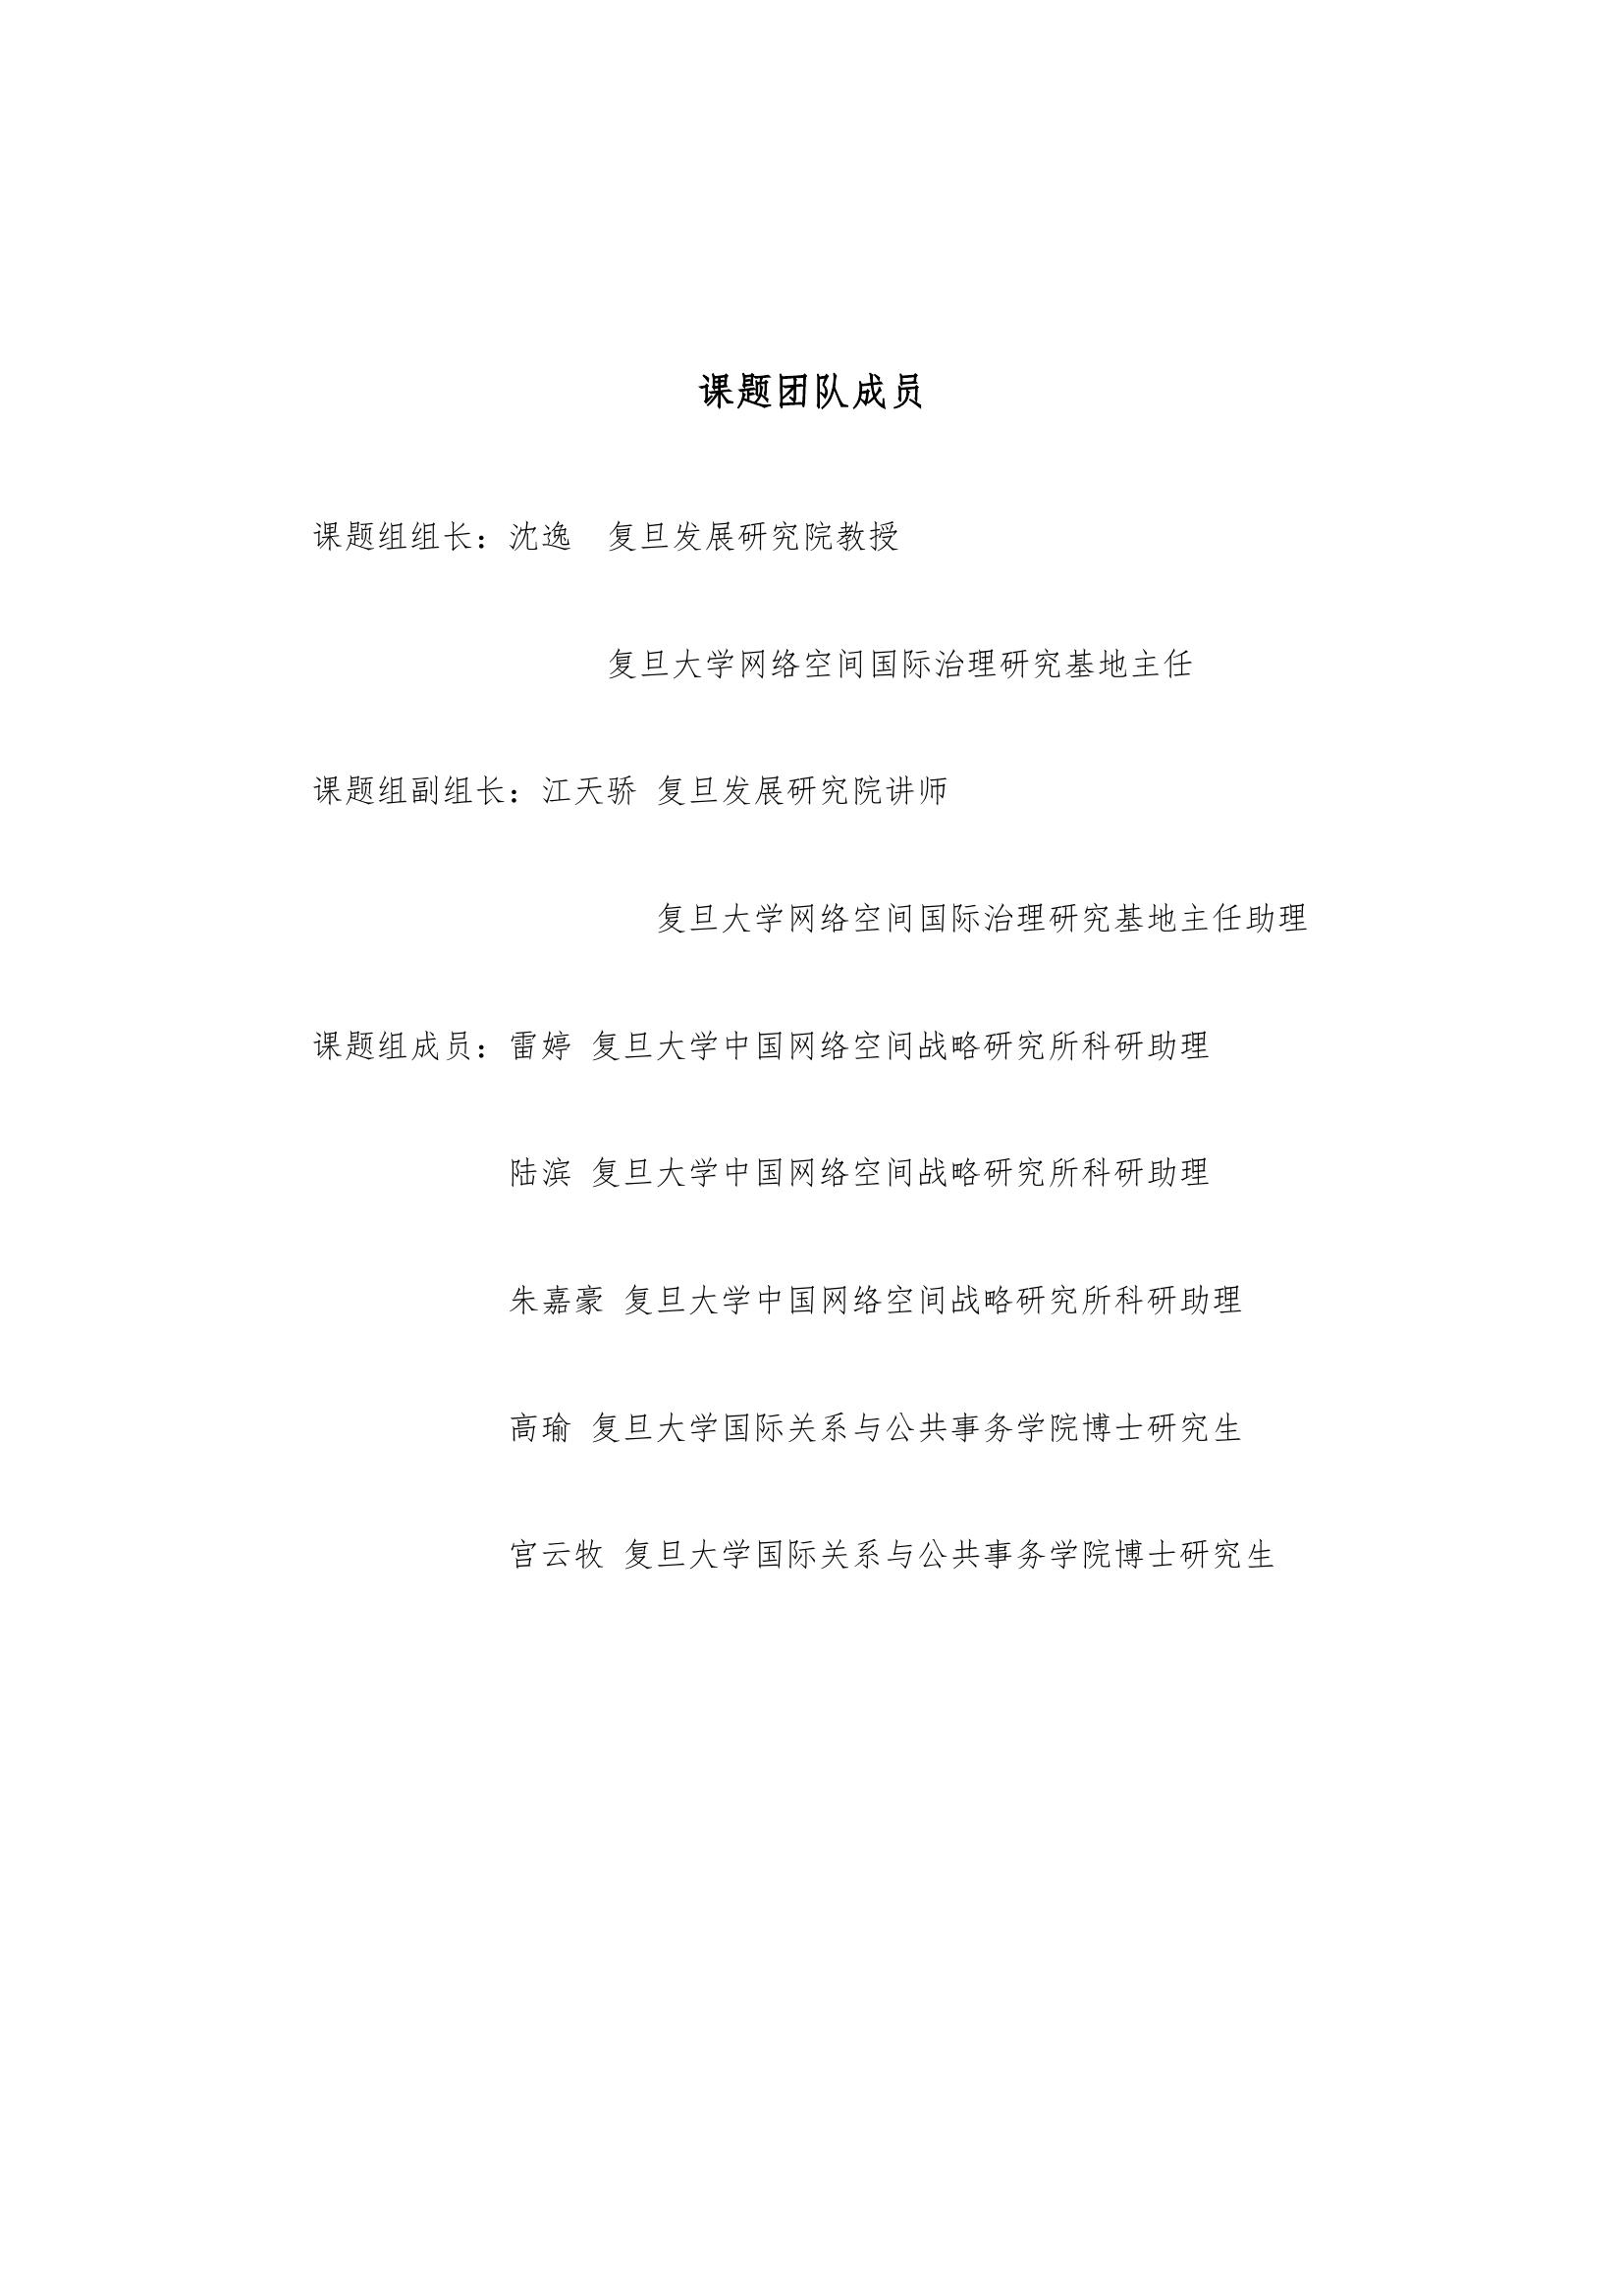 课题团队成员
课题组组长：沈逸 复旦发展研究院教授
复旦大学网络空间国际治理研究基地主任
课题组副组长：江天骄 复旦发展研究院讲师
复旦大学网络空间国际治理研究基地主任助理
课题组成员：雷婷 复旦大学中国网络空间战略研究所科研助理
陆滨 复旦大学中国网络空间战略研究所科研助理
朱嘉豪 复旦大学中国网络空间战略研究所科研助理
高瑜 复旦大学国际关系与公共事务学院博士研究生
宫云牧 复旦大学国际关系与公共事务学院博士研究生